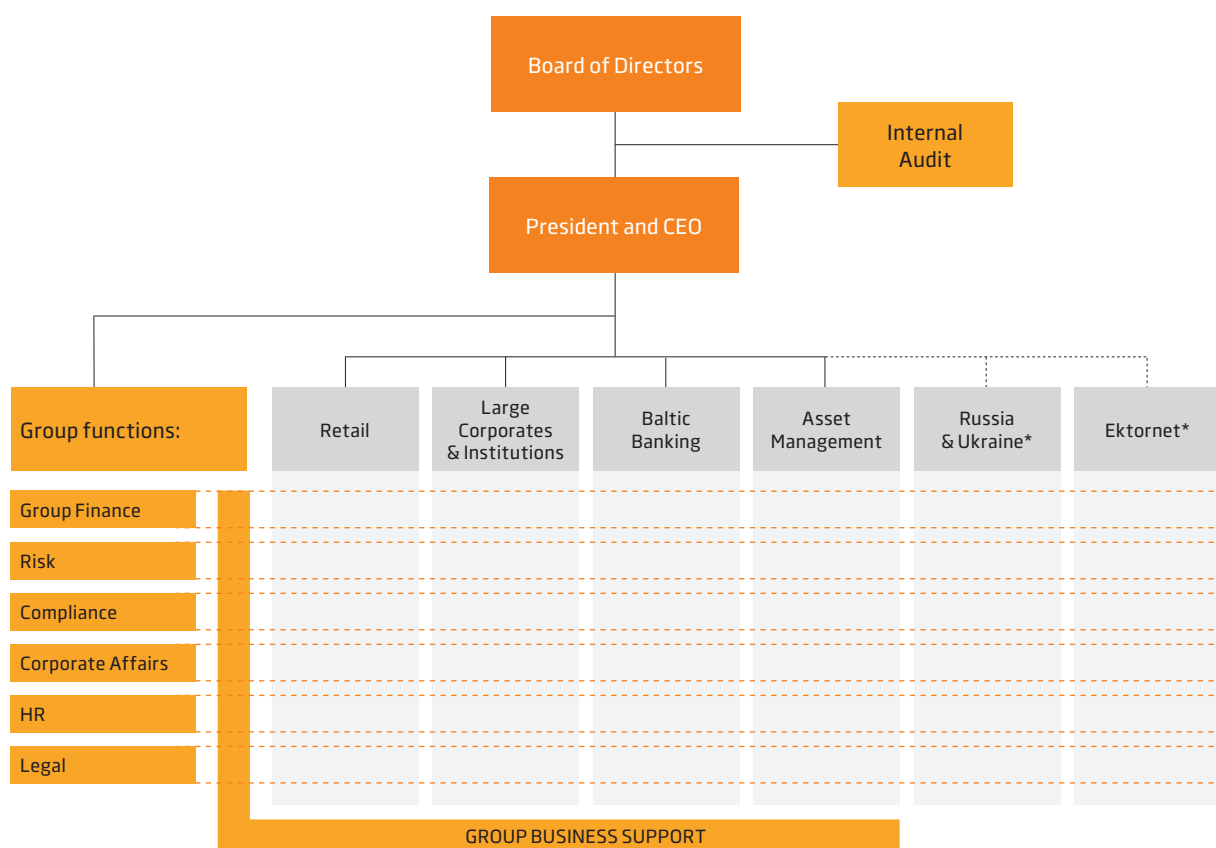 Board of Directors
Internal
Audit
President and CEO
Group functions:
Retail
Large
Corporates
& Institutions
Baltic
Banking
Asset
Management
Russia
& Ukraine*
Ektornet*
Group Finance
Risk
Compliance
Corporate Affairs
HR
Legal
GROUP BUSINESS SUPPORT